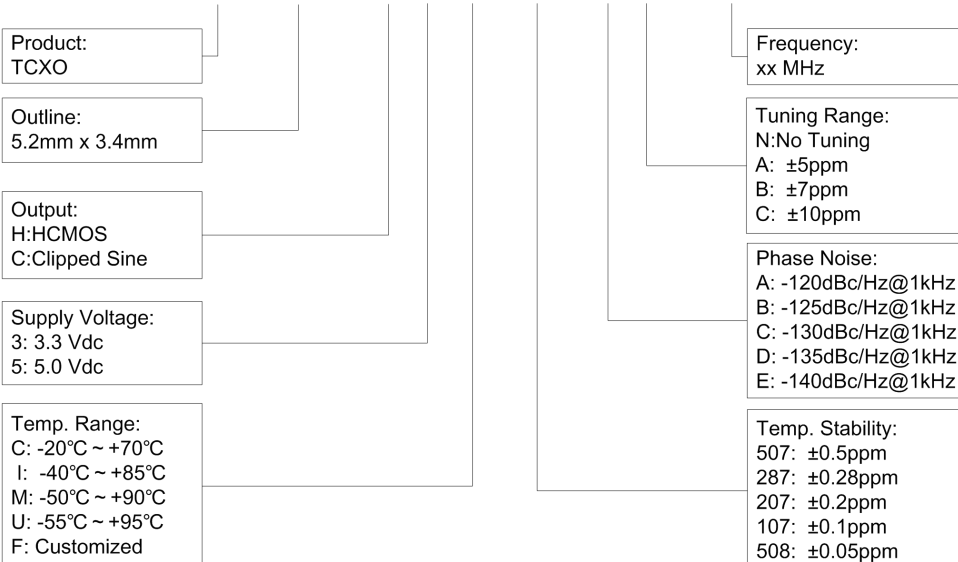 Product:
TCXO
Outline:
5.2mm x 3.4mm
Output:
H:HCMOS
C:Clipped Sine
Supply Voltage:
3: 3.3 Vdc
5: 5.0 Vdc
Temp. Range:
C: -20℃ ~ +70℃
I: -40℃ ~ +85℃
M: -50℃ ~ +90℃
U: -55℃ ~ +95℃
F: Customized
Frequency:
xx MHz
Tuning Range:
N:No Tuning
A: ±5ppm
B: ±7ppm
C: ±10ppm
Phase Noise:
A: -120dBc/Hz@1kHz
B: -125dBc/Hz@1kHz
C: -130dBc/Hz@1kHz
D: -135dBc/Hz@1kHz
E: -140dBc/Hz@1kHz
Temp. Stability:
507: ±0.5ppm
287: ±0.28ppm
207: ±0.2ppm
107: ±0.1ppm
508: ±0.05ppm